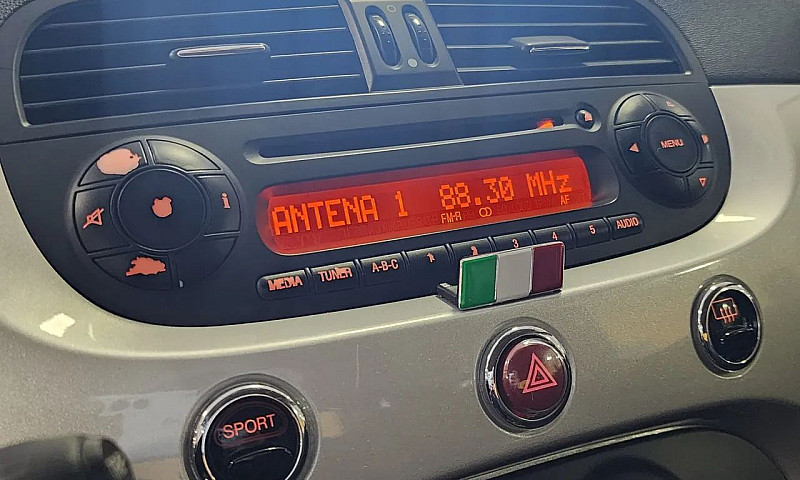 MENU
i
ANTENA 1 88.30 MHz
FM-R AF
MEDIA TUNER A-B-C 1 2 3 4 5 AUDIO
SPORT